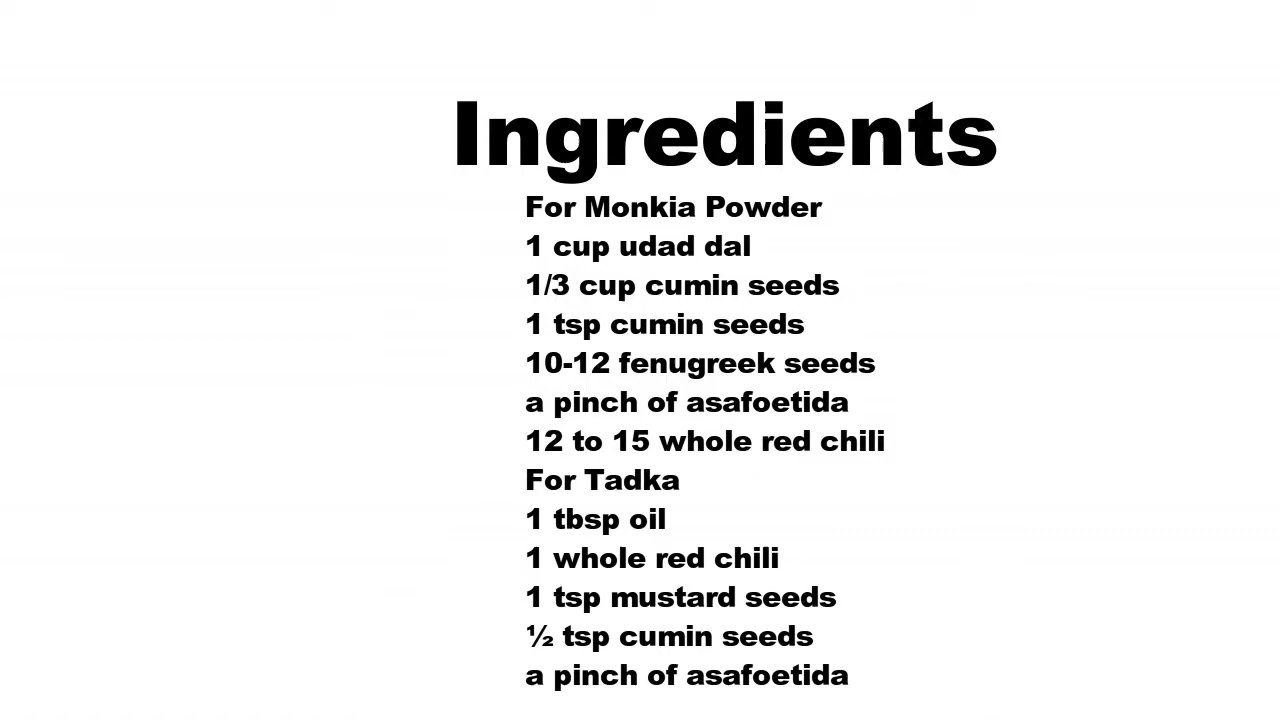 Ingredients
For Monkia Powder
1 cup udad dal
1/3 cup cumin seeds
1 tsp cumin seeds
10-12 fenugreek seeds
a pinch of asafoetida
12 to 15 whole red chili
For Tadka
1 tbsp oil
1 whole red chili
1 tsp mustard seeds
½ tsp cumin seeds
a pinch of asafoetida